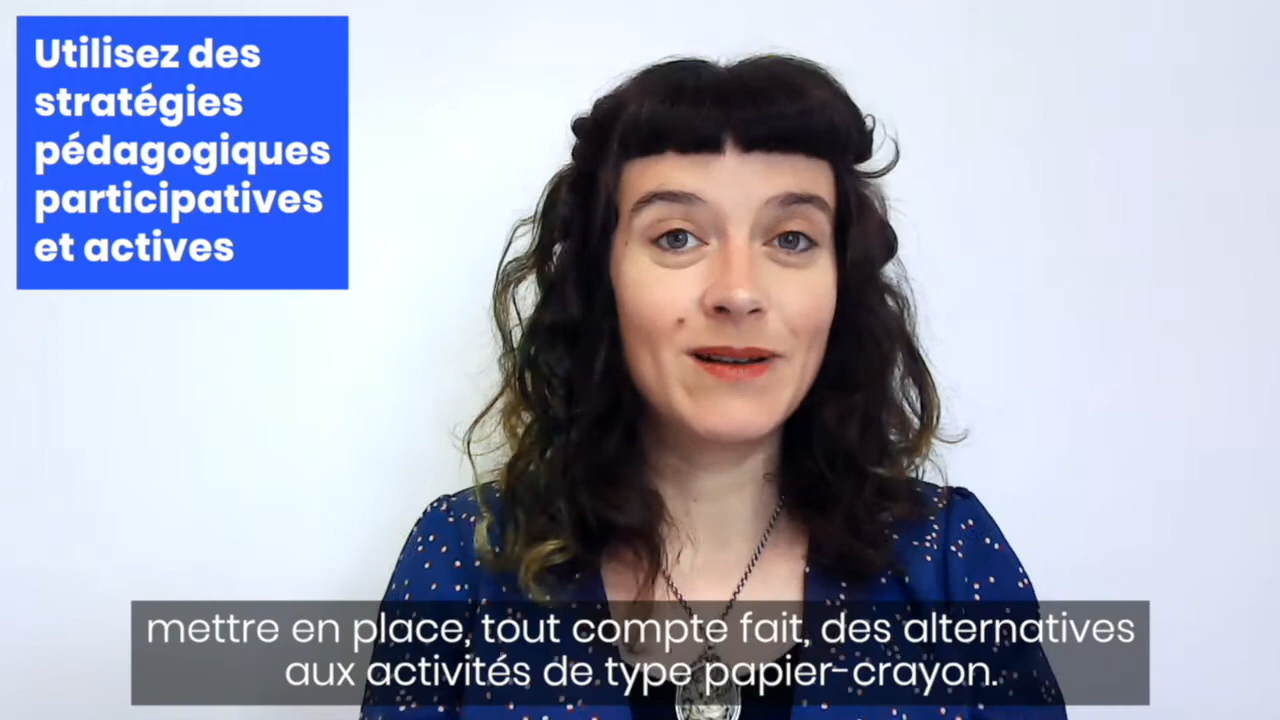 Utilisez des
stratégies
pédagogiques
participatives
et actives
mettre en place, tout compte fait, des alternatives
aux activités de type papier-crayon.